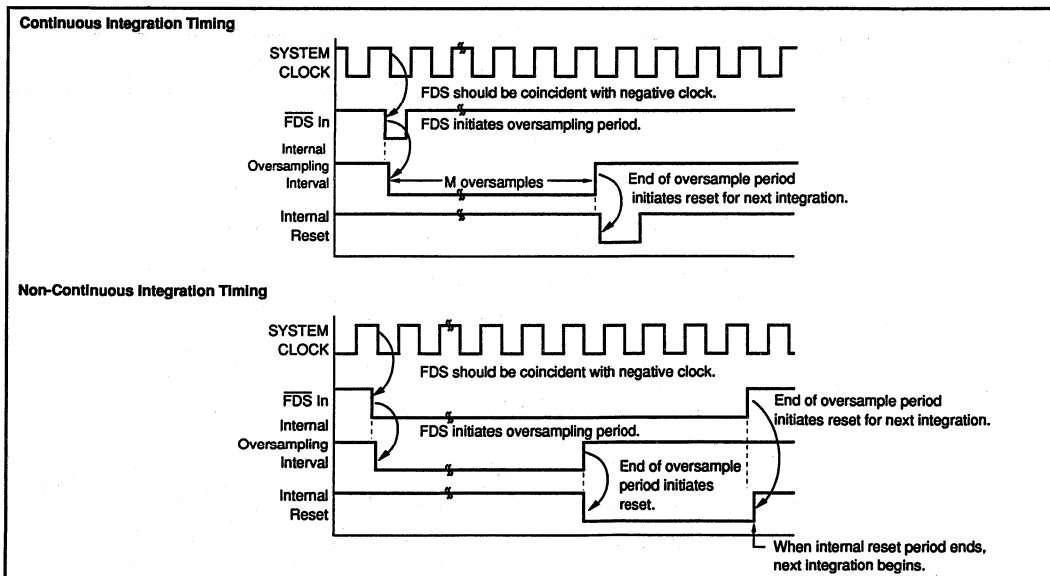 Continuous Integration Timing
SYSTEM
CLOCK
FDS should be coincident with negative clock.
FDS In
FDS initiates oversampling period.
Internal
Oversampling
Interval
M oversamples
End of oversample period
initiates reset for next integration.
Internal
Reset
Non-Continuous Integration Timing
SYSTEM
CLOCK
FDS should be coincident with negative clock.
FDS In
End of oversample period
initiates reset for next integration.
Internal
Oversampling
Interval
FDS initiates oversampling period.
End of oversample
period initiates
reset.
Internal
Reset
When internal reset period ends,
next integration begins.